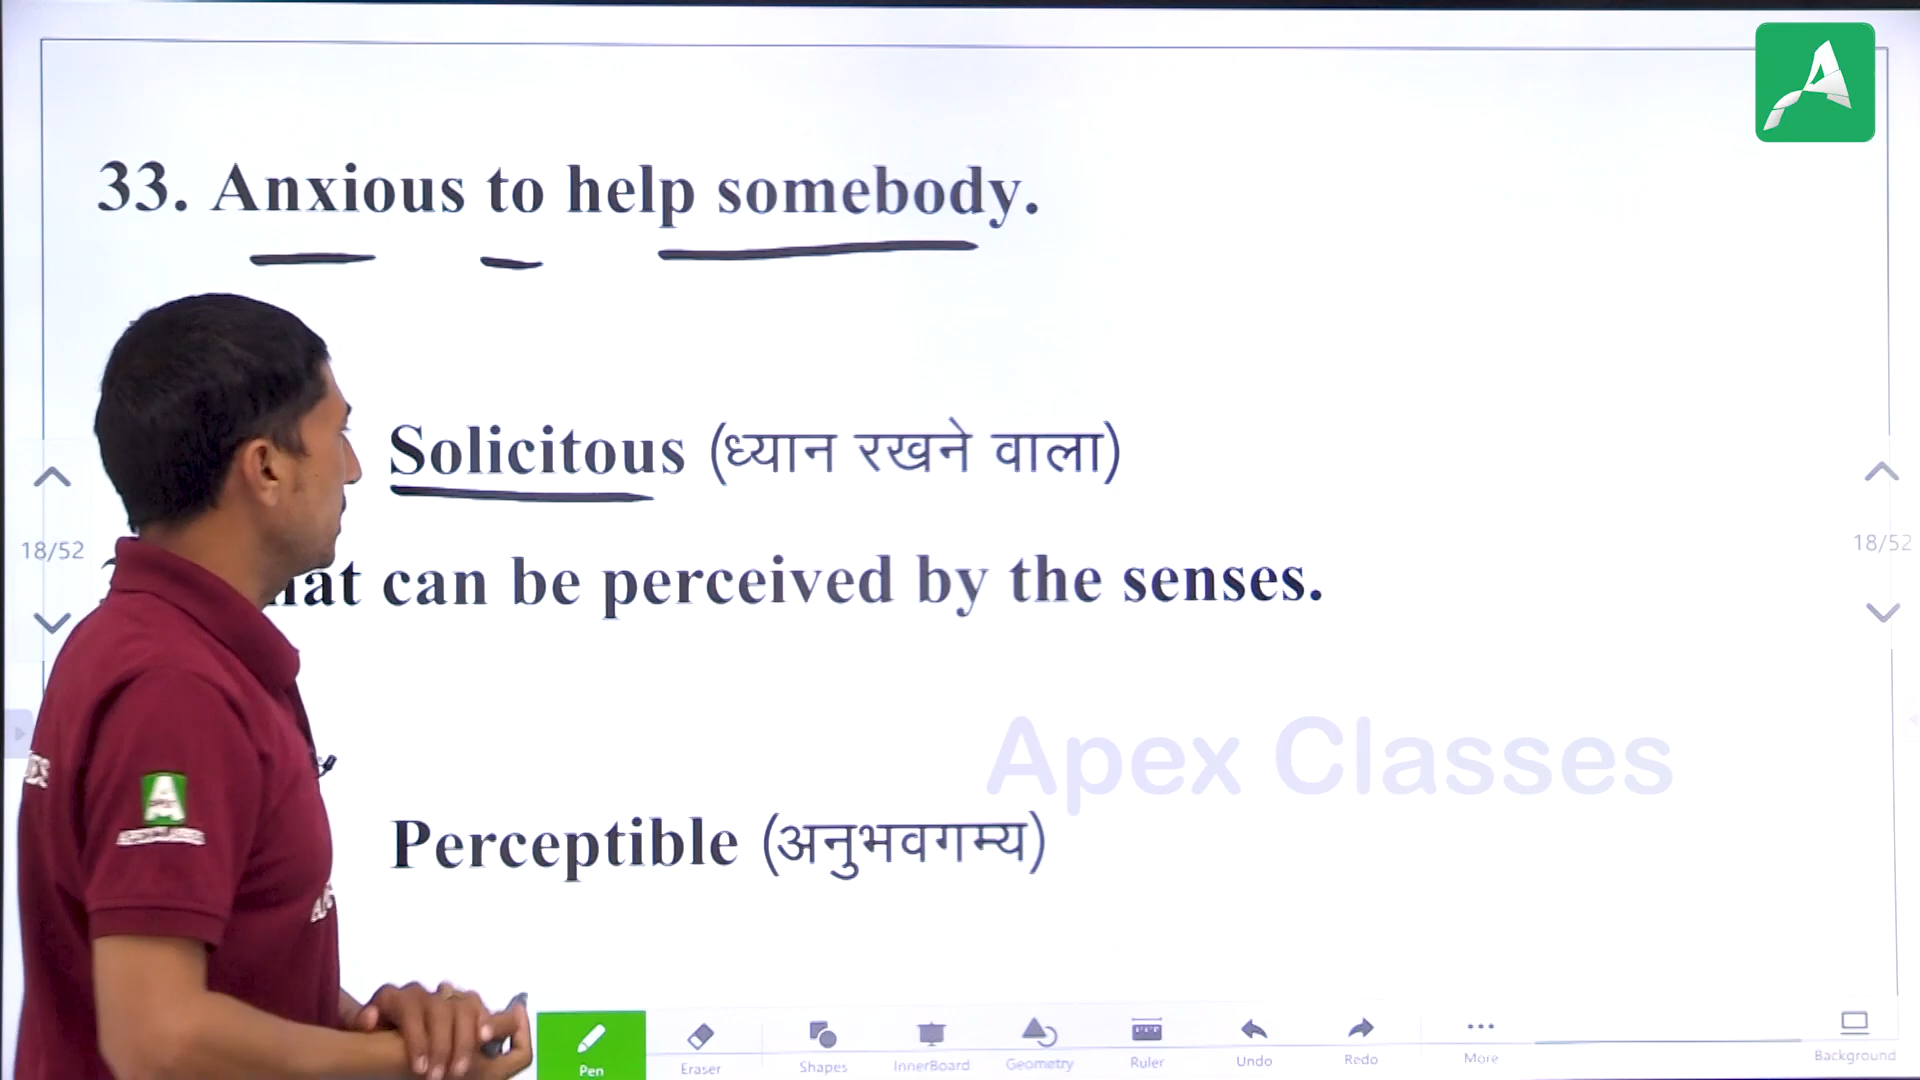 33. Anxious to help somebody.
Solicitous (ध्यान रखने वाला)
18/52
18/52
can be perceived by the senses.
Apex Classes
Perceptible (अनुभवगम्य)
Pen
Eraser
Shapes
InnerBoard
Geometry
Ruler
Undo
Redo
More
Background